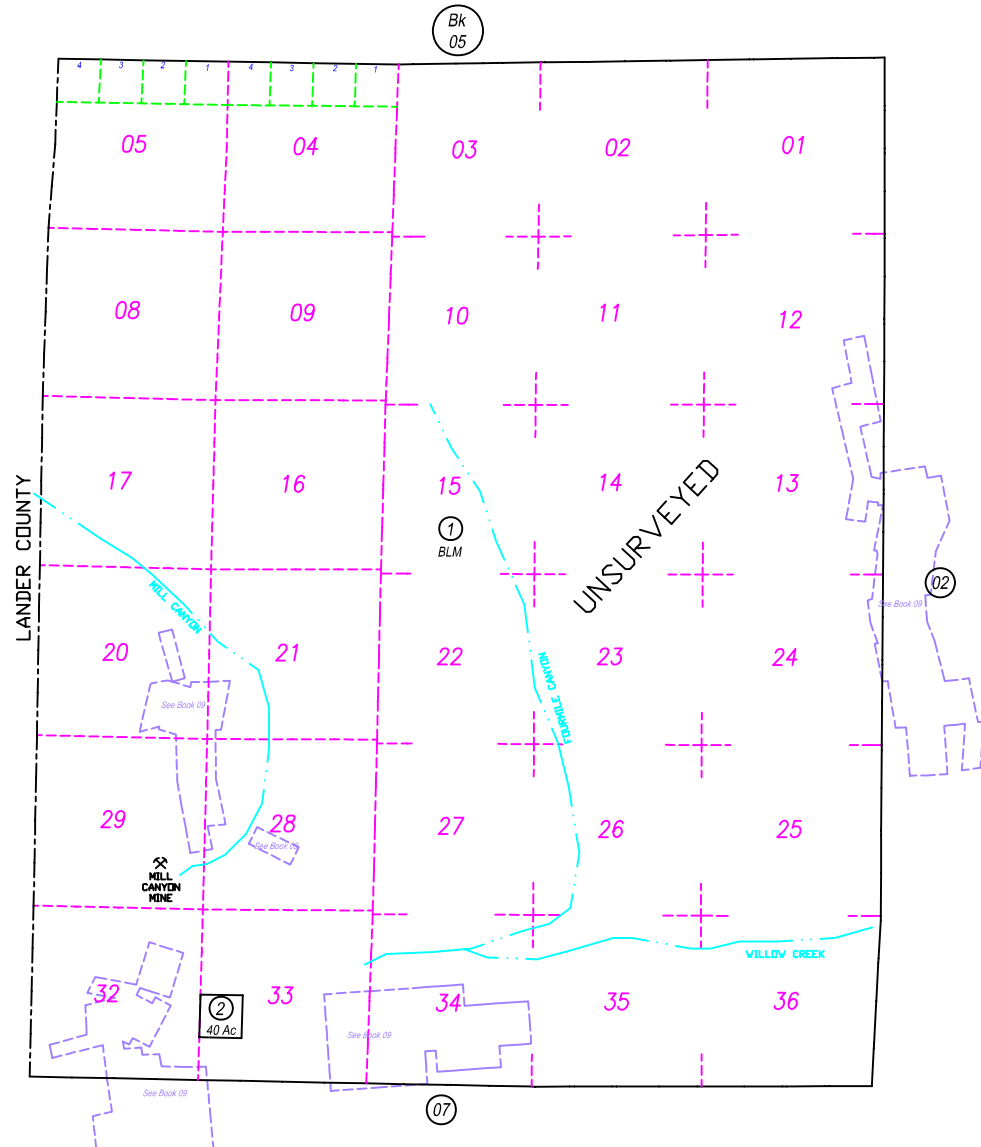 Bk
05
4 3 2 1 4 3 2 1
05 04 03 02 01
08 09 10 11 12
17 16 15 14 13
1
BLM
UNSURVEYED
LANDER COUNTY
MILL CANYON
02
See Book 09
20 21 22 23 24
FOURMILE CANYON
See Book 09
29 28 27 26 25
See Book 09
MILL
CANYON
MINE
WILLOW CREEK
32 33 34 35 36
2
40 Ac
See Book 09
See Book 09
07